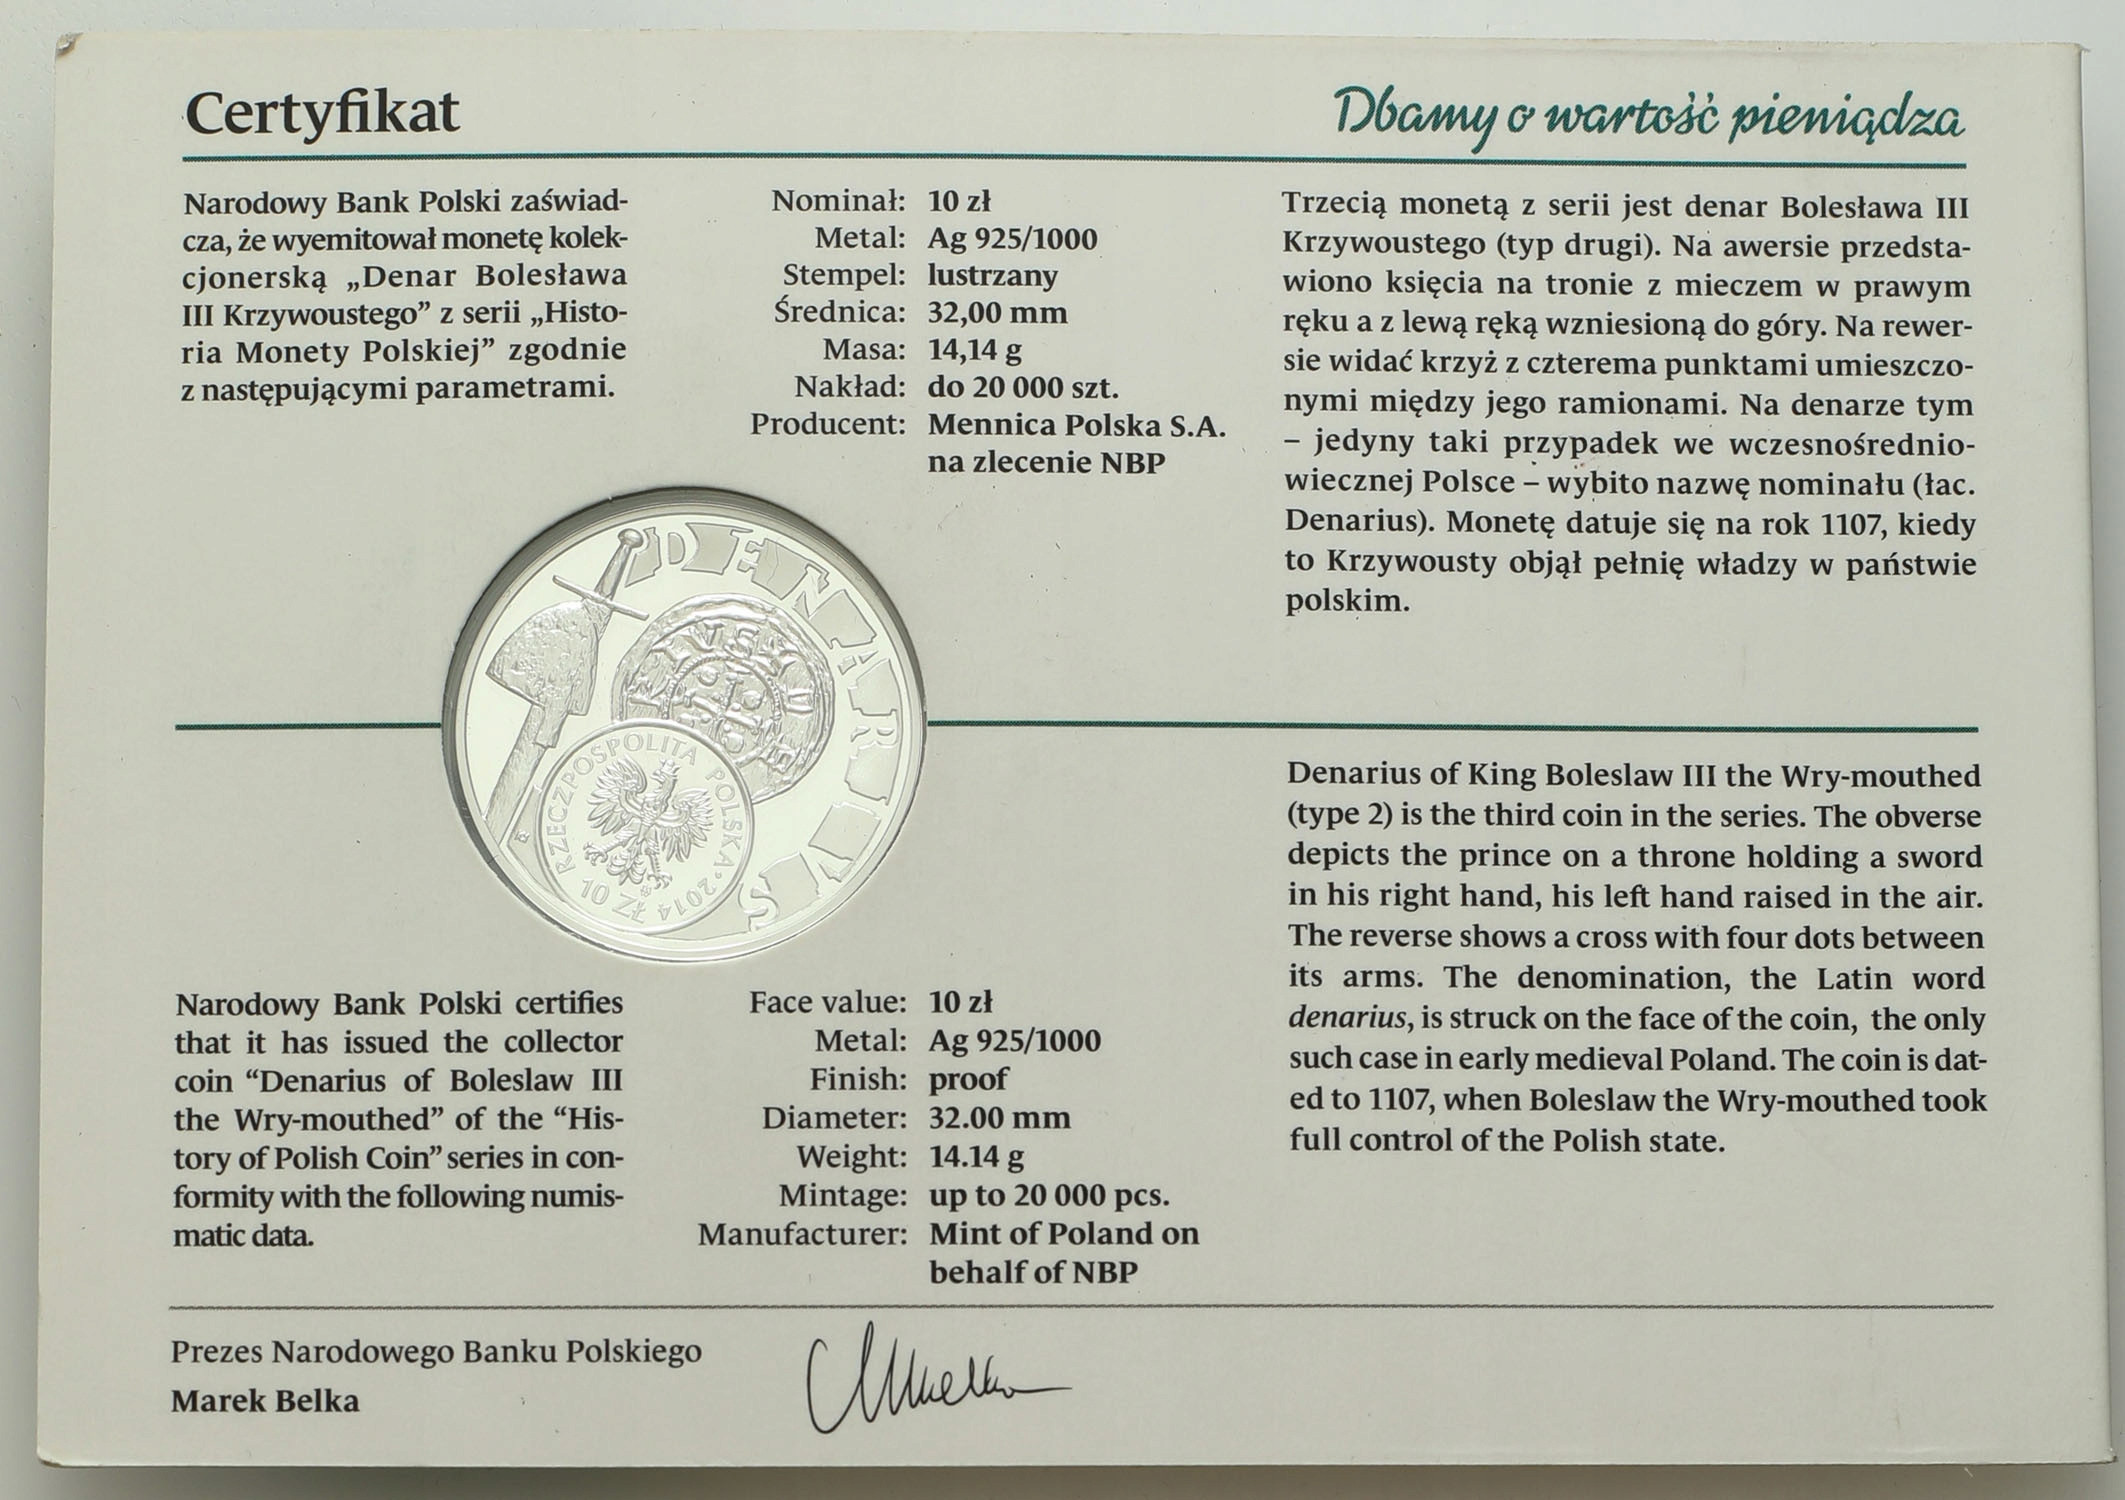 Certyfikat
Dbamy o wartość pieniądza
Narodowy Bank Polski zaświad-
cza, że wyemitował monetę kolek-
cjonerską „Denar Bolesława
III Krzywoustego” z serii „Histo-
ria Monety Polskiej” zgodnie
z następującymi parametrami.
Nominał: 10 zł
Metal: Ag 925/1000
Stempel: lustrzany
Średnica: 32,00 mm
Masa: 14,14 g
Nakład: do 20 000 szt.
Producent: Mennica Polska S.A.
na zlecenie NBP
Trzecią monetą z serii jest denar Bolesława III
Krzywoustego (typ drugi). Na awersie przedsta-
wiono księcia na tronie z mieczem w prawym
ręku a z lewą ręką wzniesioną do góry. Na rewer-
sie widać krzyż z czterema punktami umieszczo-
nymi między jego ramionami. Na denarze tym
– jedyny taki przypadek we wczesnośrednio-
wiecznej Polsce – wybito nazwę nominału (łac.
Denarius). Monetę datuje się na rok 1107, kiedy
to Krzywousty objął pełnię władzy w państwie
polskim.
DENARIVS
RZECZPOSPOLITA POLSKA · 2014
10 ZŁ
Narodowy Bank Polski certifies
that it has issued the collector
coin “Denarius of Boleslaw III
the Wry-mouthed” of the “His-
tory of Polish Coin” series in con-
formity with the following numis-
matic data.
Face value: 10 zł
Metal: Ag 925/1000
Finish: proof
Diameter: 32.00 mm
Weight: 14.14 g
Mintage: up to 20 000 pcs.
Manufacturer: Mint of Poland on
behalf of NBP
Denarius of King Boleslaw III the Wry-mouthed
(type 2) is the third coin in the series. The obverse
depicts the prince on a throne holding a sword
in his right hand, his left hand raised in the air.
The reverse shows a cross with four dots between
its arms. The denomination, the Latin word
denarius, is struck on the face of the coin, the only
such case in early medieval Poland. The coin is dat-
ed to 1107, when Boleslaw the Wry-mouthed took
full control of the Polish state.
Prezes Narodowego Banku Polskiego
Marek Belka